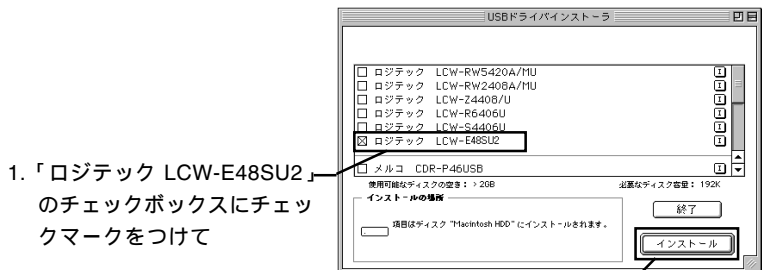 USBドライバインストーラ
ロジテック LCW-RW5420A/MU
ロジテック LCW-RW2408A/MU
ロジテック LCW-Z4408/U
ロジテック LCW-R6406U
ロジテック LCW-S4406U
ロジテック LCW-E48SU2
メルコ CDR-P46USB
使用可能なディスクの空き：>2GB
必要なディスク容量：192K
インストールの場所
項目はディスク "Macintosh HDD" にインストールされます。
終了
インストール
1.「ロジテック LCW-E48SU2」
のチェックボックスにチェッ
クマークをつけて